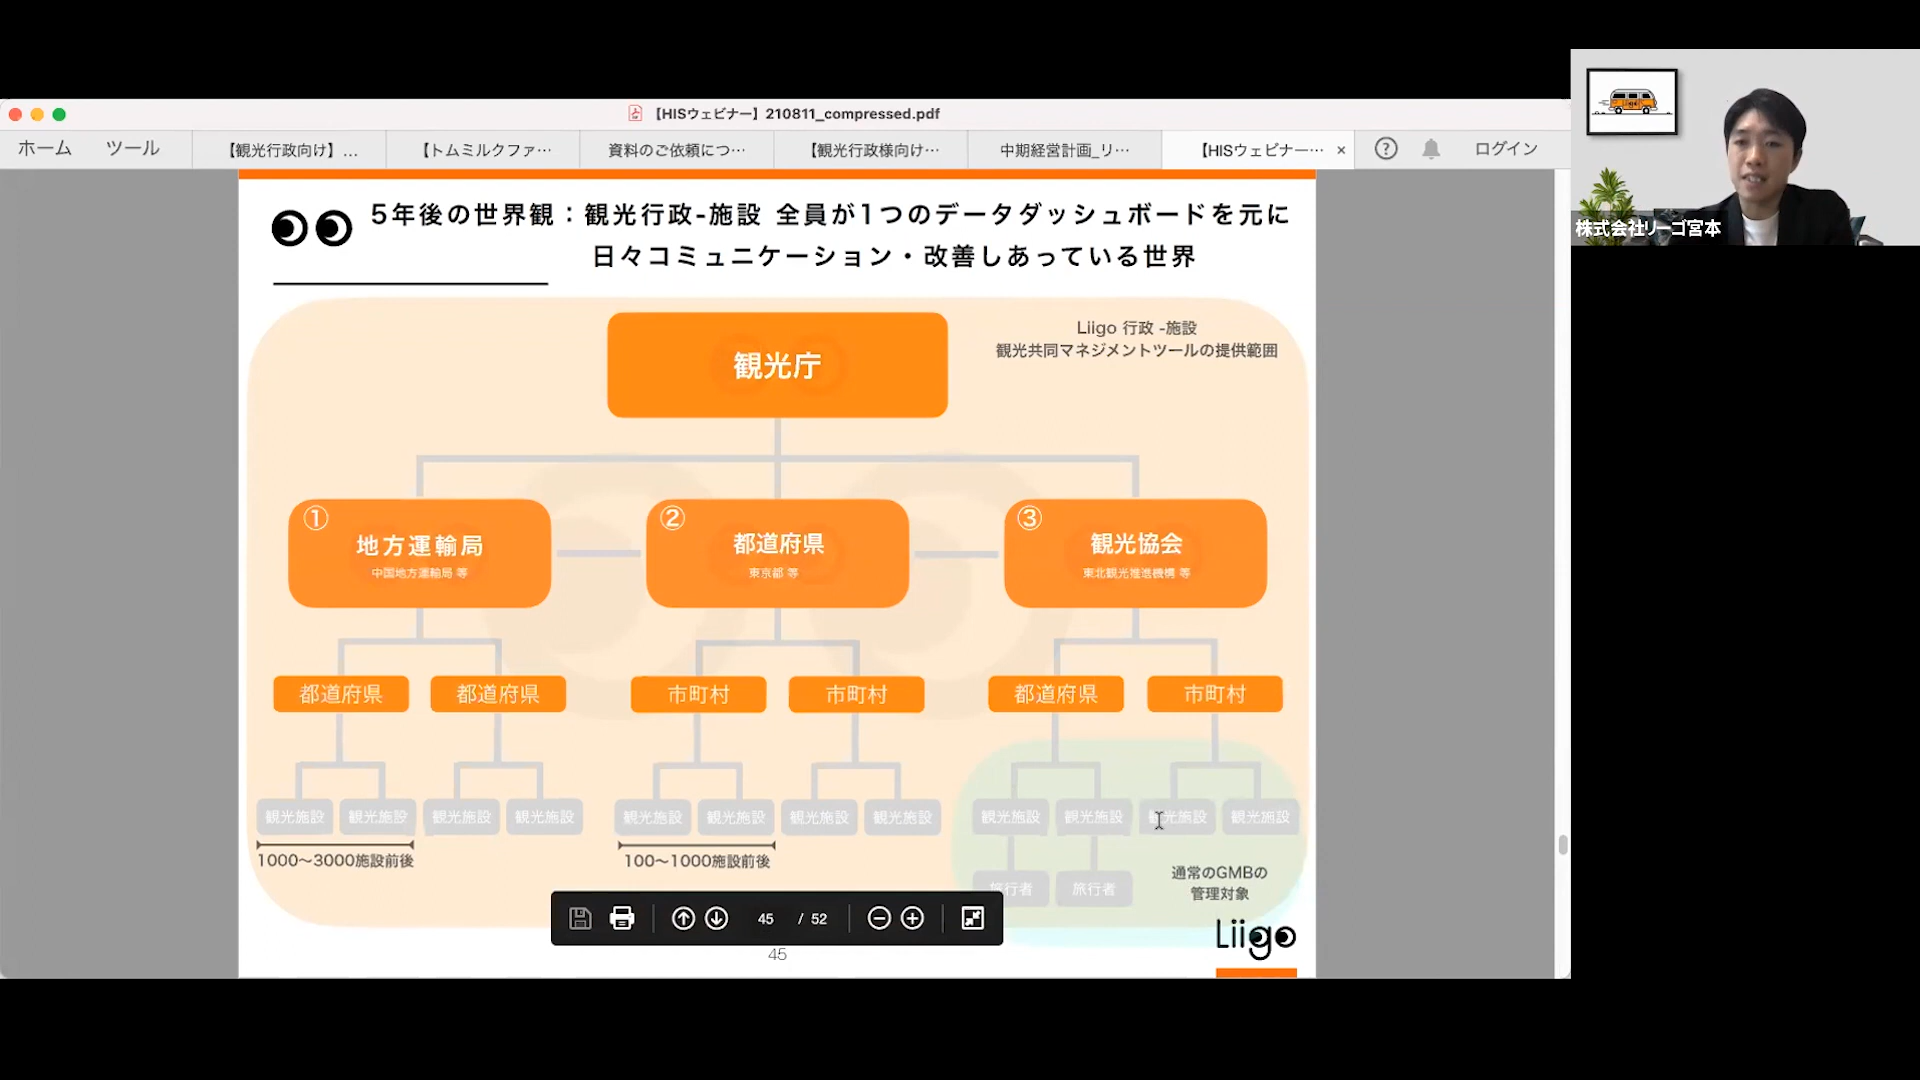 【HISウェビナー】210811_compressed.pdf
ホーム ツール 【観光行政向け】... 【トムミルクファ… 資料のご依頼につ… 【観光行政様向け… 中期経営計画_リ… 【HISウェビナー… × ? ログイン
株式会社リーゴ宮本
5年後の世界観：観光行政-施設 全員が1つのデータダッシュボードを元に
日々コミュニケーション・改善しあっている世界
Liigo 行政 -施設
観光共同マネジメントツールの提供範囲
観光庁
① ② ③
地方運輸局 都道府県 観光協会
中国地方運輸局 等 東京都 等 東北観光推進機構 等
都道府県 都道府県 市町村 市町村 都道府県 市町村
観光施設 観光施設 観光施設 観光施設 観光施設 観光施設 観光施設 観光施設 観光施設 観光施設 観光施設 観光施設
1000〜3000施設前後 100〜1000施設前後
旅行者 旅行者
通常のGMBの
管理対象
45 / 52
Liigo
45